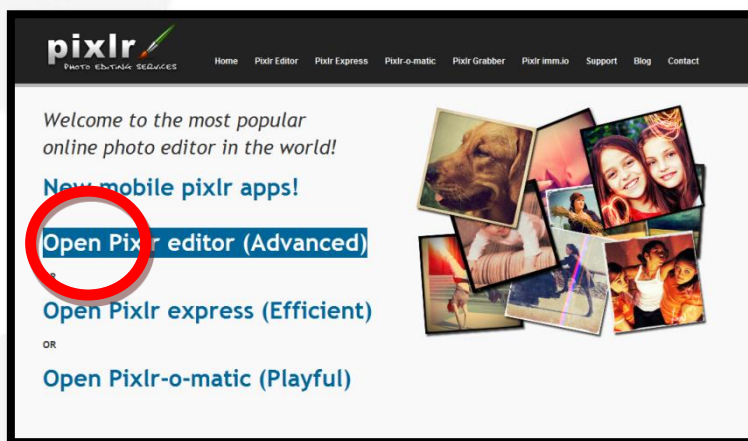 pixlr
PHOTO EDITING SERVICES
Home Pixlr Editor Pixlr Express Pixlr-o-matic Pixlr Grabber Pixlr imm.io Support Blog Contact
Welcome to the most popular
online photo editor in the world!
New mobile pixlr apps!
Open Pixlr editor (Advanced)
Open Pixlr express (Efficient)
OR
Open Pixlr-o-matic (Playful)